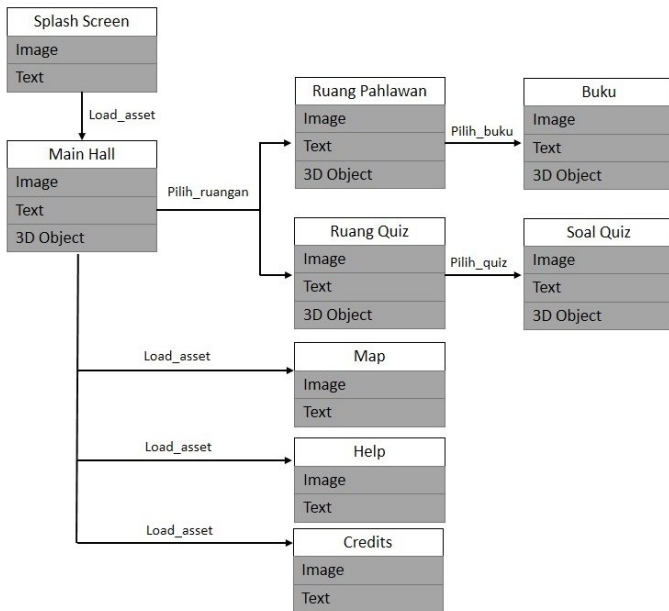 Splash Screen
Image
Text
Load_asset
Main Hall
Image
Text
3D Object
Pilih_ruangan
Ruang Pahlawan
Image
Text
3D Object
Pilih_buku
Buku
Image
Text
3D Object
Ruang Quiz
Image
Text
3D Object
Pilih_quiz
Soal Quiz
Image
Text
3D Object
Load_asset
Map
Image
Text
Load_asset
Help
Image
Text
Load_asset
Credits
Image
Text